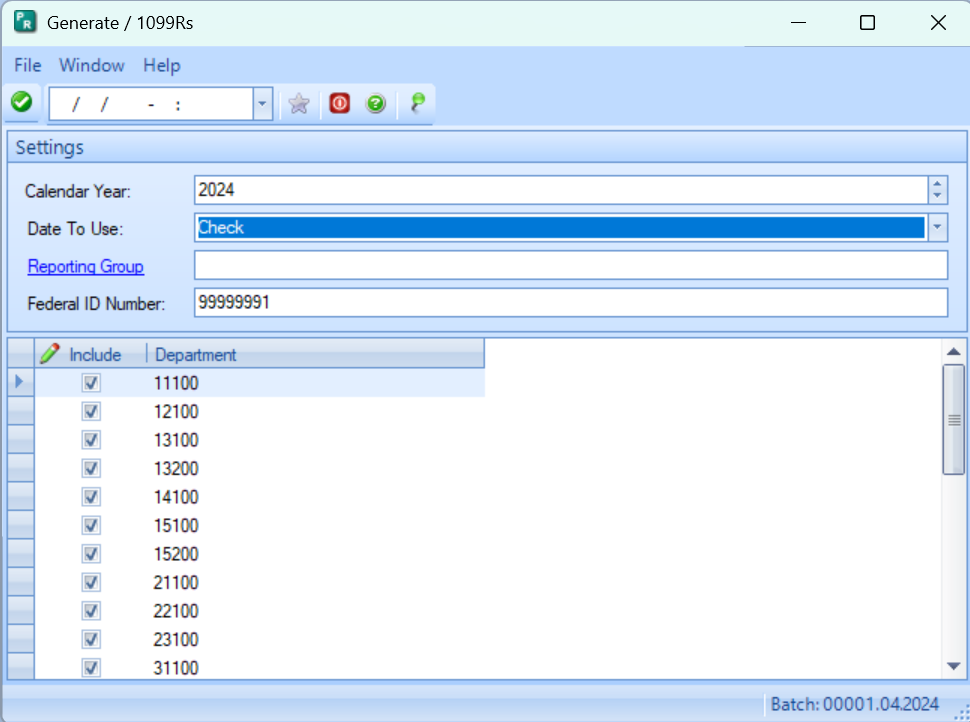 PR Generate / 1099Rs
File Window Help
/ / - :
Settings
Calendar Year: 2024
Date To Use: Check
Reporting Group
Federal ID Number: 99999991
Include Department
11100
12100
13100
13200
14100
15100
15200
21100
22100
23100
31100
Batch: 00001.04.2024